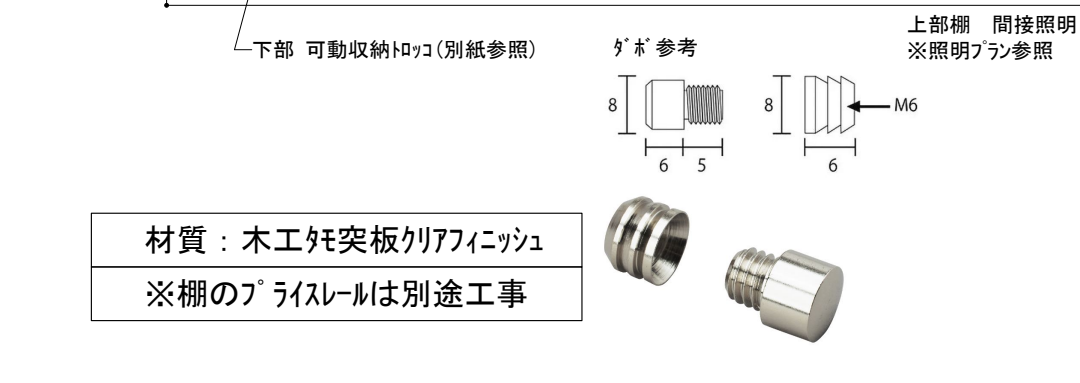 上部棚　間接照明
※照明ﾌﾟﾗﾝ参照
下部 可動収納ﾄﾛｯｺ(別紙参照)
ﾀﾞﾎﾞ参考
8
6
5
8
M6
6
材質：木工ﾀﾓ突板ｸﾘｱﾌｨﾆｯｼｭ
※棚のﾌﾟﾗｲｽﾚｰﾙは別途工事